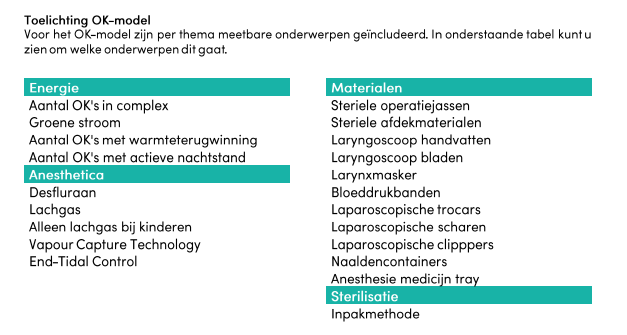 Toelichting OK-model
Voor het OK-model zijn per thema meetbare onderwerpen geïncludeerd. In onderstaande tabel kunt u
zien om welke onderwerpen dit gaat.
Energie
Aantal OK's in complex
Groene stroom
Aantal OK's met warmteterugwinning
Aantal OK's met actieve nachtstand
Anesthetica
Desfluraan
Lachgas
Alleen lachgas bij kinderen
Vapour Capture Technology
End-Tidal Control
Materialen
Steriele operatiejassen
Steriele afdekmaterialen
Laryngoscoop handvatten
Laryngoscoop bladen
Larynxmasker
Bloeddrukbanden
Laparoscopische trocars
Laparoscopische scharen
Laparoscopische clipppers
Naaldencontainers
Anesthesie medicijn tray
Sterilisatie
Inpakmethode